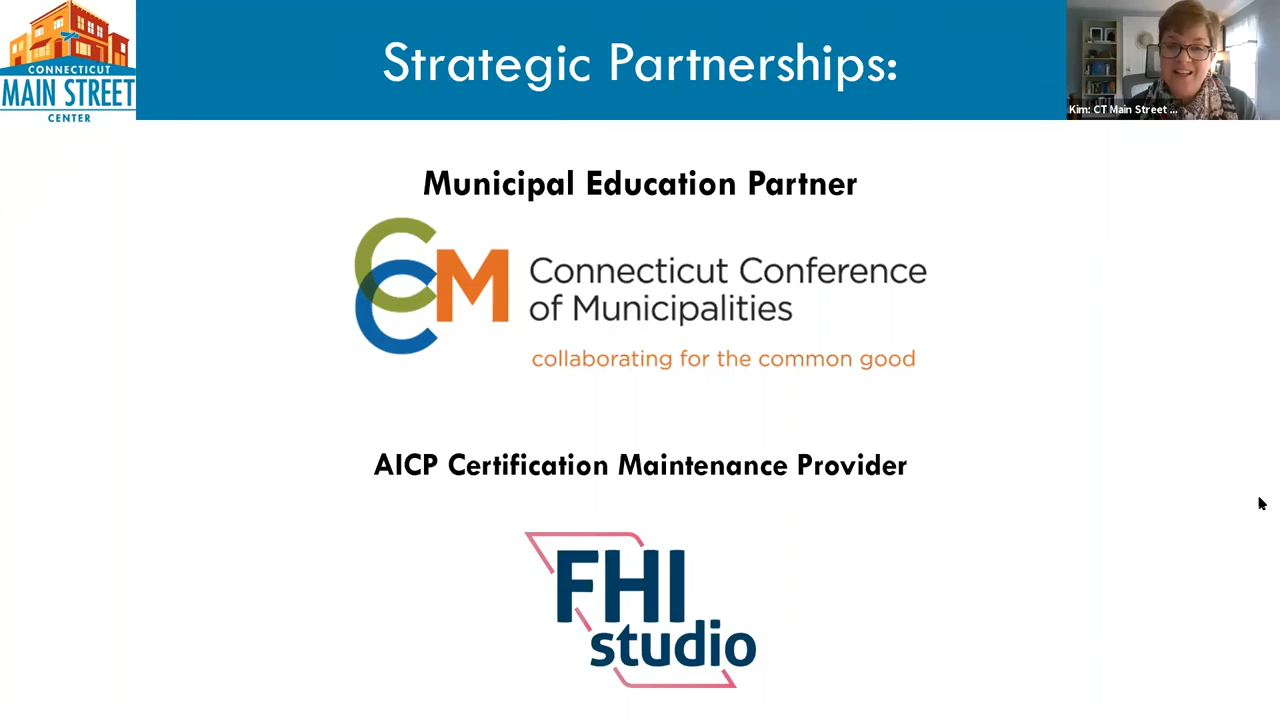 CONNECTICUT
MAIN STREET
CENTER
Strategic Partnerships:
Kim: CT Main Street ...
Municipal Education Partner
CCM
Connecticut Conference
of Municipalities
collaborating for the common good
AICP Certification Maintenance Provider
FHI
studio